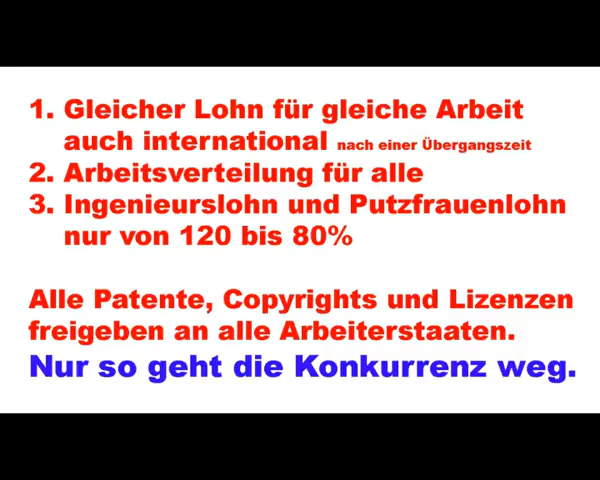 1. Gleicher Lohn für gleiche Arbeit
auch international nach einer Übergangszeit
2. Arbeitsverteilung für alle
3. Ingenieurslohn und Putzfrauenlohn
nur von 120 bis 80%
Alle Patente, Copyrights und Lizenzen
freigeben an alle Arbeiterstaaten.
Nur so geht die Konkurrenz weg.